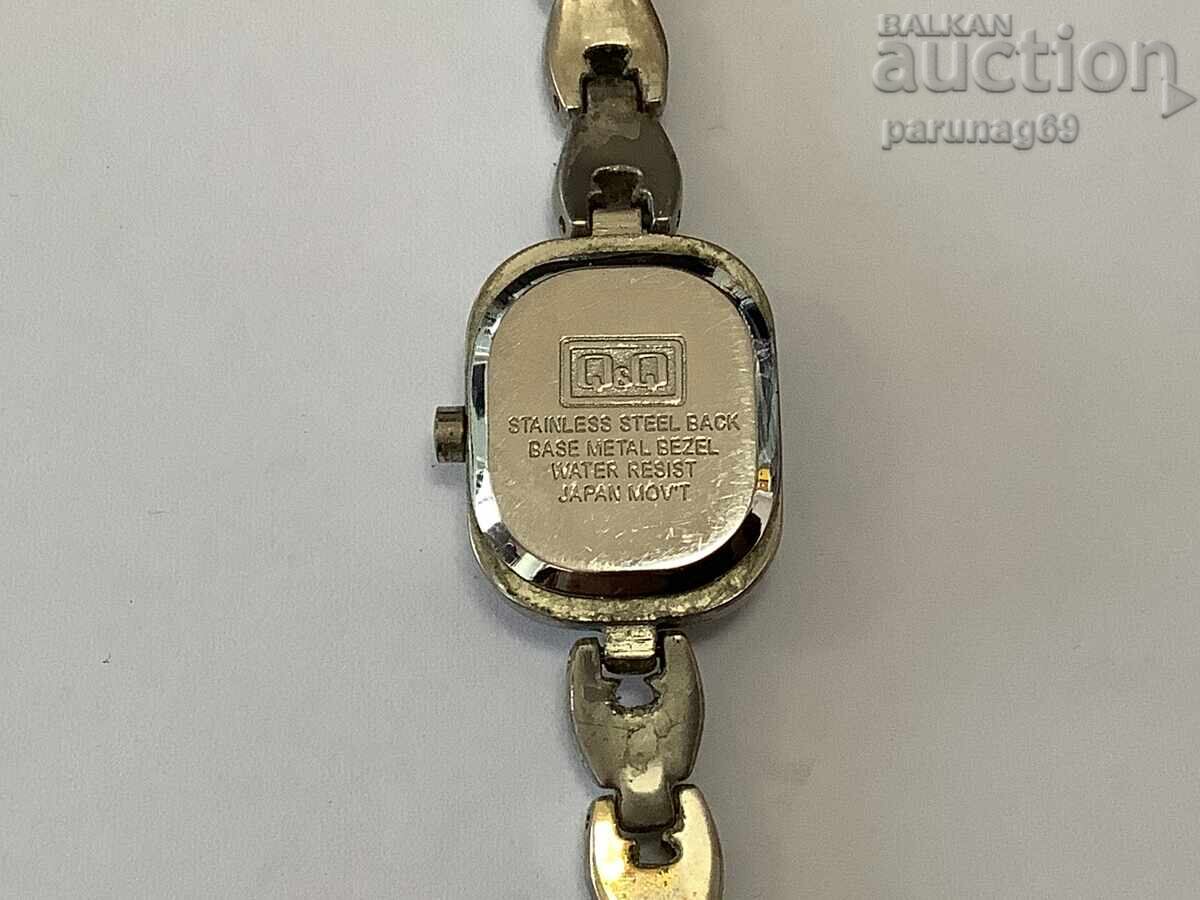 BALKAN
auction
parunag69
Q&Q
STAINLESS STEEL BACK
BASE METAL BEZEL
WATER RESIST
JAPAN MOV'T